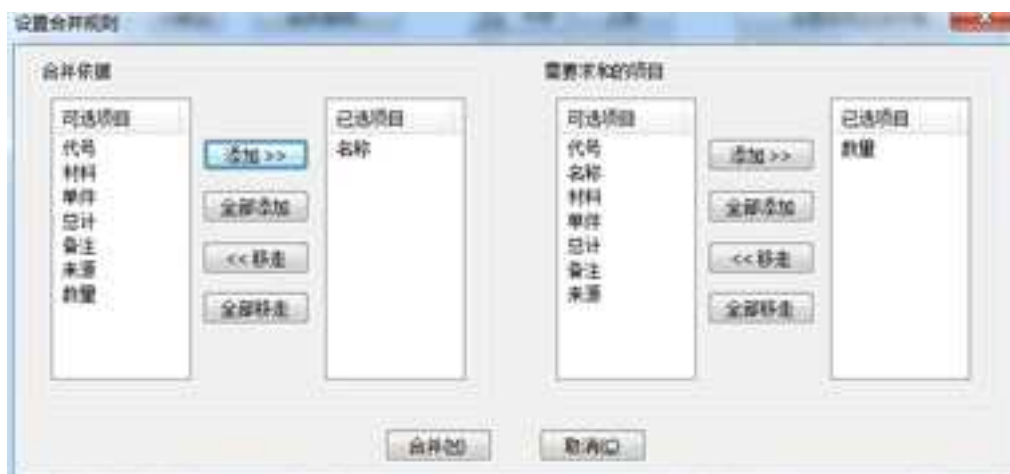 设置合并规则
合并依据
可选项目
代号
材料
单件
总计
备注
来源
数量
添加 >>
全部添加
<< 移走
全部移走
已选项目
名称
需要求和的项目
可选项目
代号
名称
材料
单件
总计
备注
来源
添加 >>
全部添加
<< 移走
全部移走
已选项目
数量
合并(M)
取消(C)